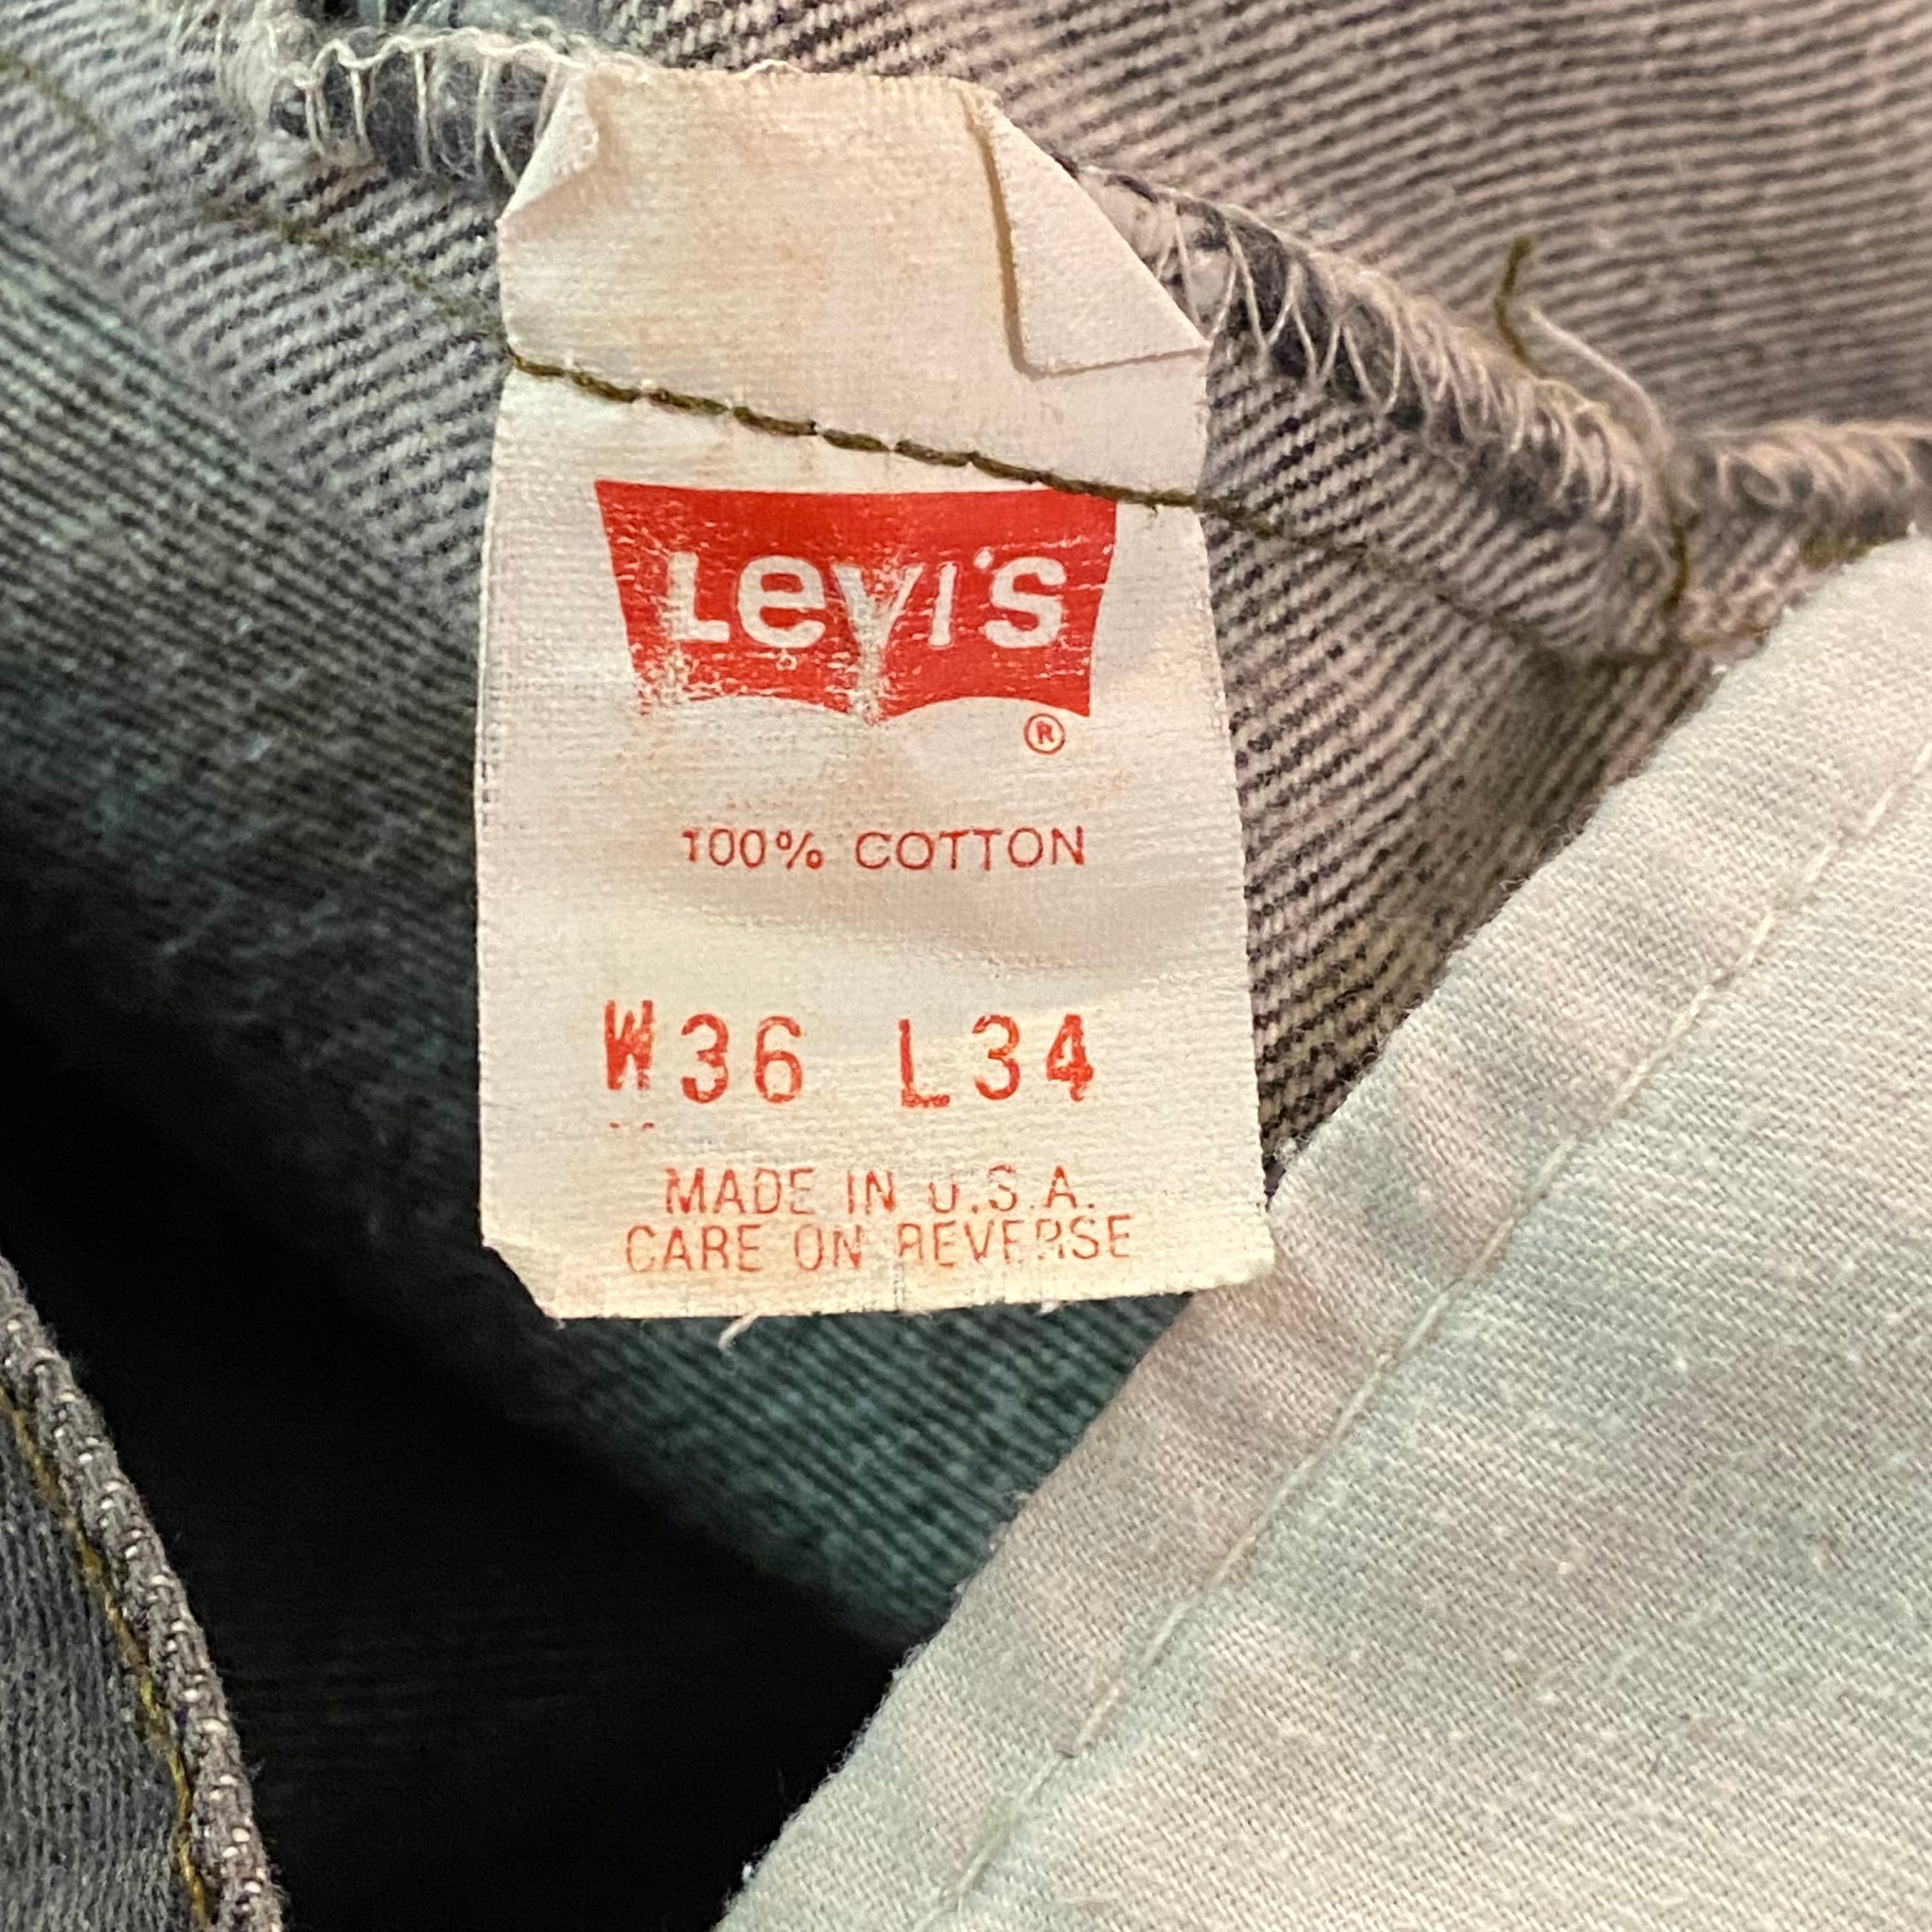 Levi's
®
100% COTTON
W36 L34
MADE IN U.S.A.
CARE ON REVERSE